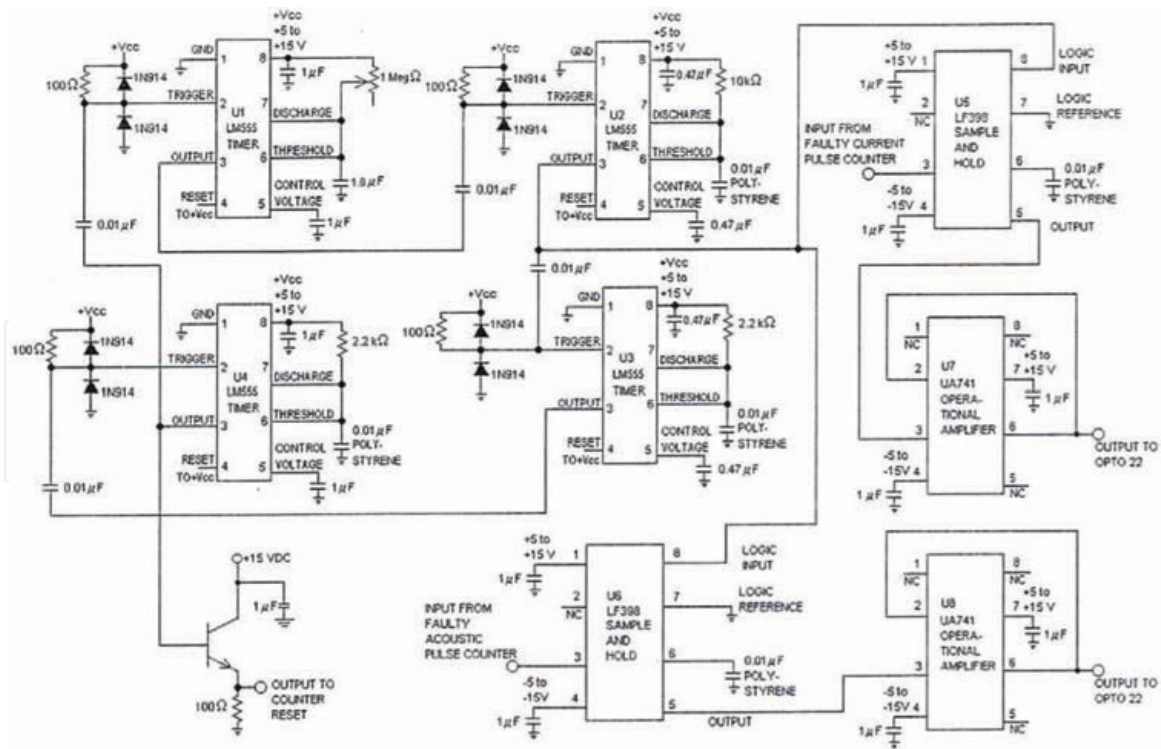 +Vcc
100Ω
1N914
1N914
TRIGGER
OUTPUT
RESET
TO+Vcc
0.01μF
GND
1
2
3
4
U1
LM555
TIMER
8
7
6
5
+Vcc
+5 to
+15 V
1μF
1 MegΩ
DISCHARGE
THRESHOLD
1.0μF
CONTROL
VOLTAGE
1μF
+Vcc
100Ω
1N914
1N914
TRIGGER
OUTPUT
RESET
TO+Vcc
0.01μF
GND
1
2
3
4
U2
LM555
TIMER
8
7
6
5
+Vcc
+5 to
+15 V
0.47μF
10kΩ
DISCHARGE
THRESHOLD
0.01μF
POLY-
STYRENE
CONTROL
VOLTAGE
0.47μF
+5 to
+15 V
1μF
1
2
NC
INPUT FROM
FAULTY CURRENT
PULSE COUNTER
3
-5 to
-15V
4
1μF
U5
LF398
SAMPLE
AND
HOLD
8
7
6
5
LOGIC
INPUT
LOGIC
REFERENCE
0.01μF
POLY-
STYRENE
OUTPUT
+Vcc
100Ω
1N914
1N914
TRIGGER
OUTPUT
RESET
TO+Vcc
0.01μF
GND
1
2
3
4
U4
LM555
TIMER
8
7
6
5
+Vcc
+5 to
+15 V
1μF
2.2kΩ
DISCHARGE
THRESHOLD
0.01μF
POLY-
STYRENE
CONTROL
VOLTAGE
1μF
0.01μF
+Vcc
100Ω
1N914
1N914
TRIGGER
OUTPUT
RESET
TO+Vcc
GND
1
2
3
4
U3
LM555
TIMER
8
7
6
5
+Vcc
+5 to
+15 V
0.47μF
2.2kΩ
DISCHARGE
THRESHOLD
0.01μF
POLY-
STYRENE
CONTROL
VOLTAGE
0.47μF
1
NC
2
3
-5 to
-15V 4
1μF
U7
UA741
OPERA-
TIONAL
AMPLIFIER
8
NC
+5 to
7 +15V
1μF
6
5
NC
OUTPUT TO
OPTO 22
+15 VDC
1μF
100Ω
OUTPUT TO
COUNTER
RESET
+5 to
+15 V
1μF
1
2
NC
INPUT FROM
FAULTY
ACOUSTIC
PULSE COUNTER
3
-5 to
-15V
4
1μF
U6
LF398
SAMPLE
AND
HOLD
8
7
6
5
LOGIC
INPUT
LOGIC
REFERENCE
0.01μF
POLY-
STYRENE
OUTPUT
1
NC
2
3
-5 to
-15V 4
1μF
U8
UA741
OPERA-
TIONAL
AMPLIFIER
8
NC
+5 to
7 +15V
1μF
6
5
NC
OUTPUT TO
OPTO 22